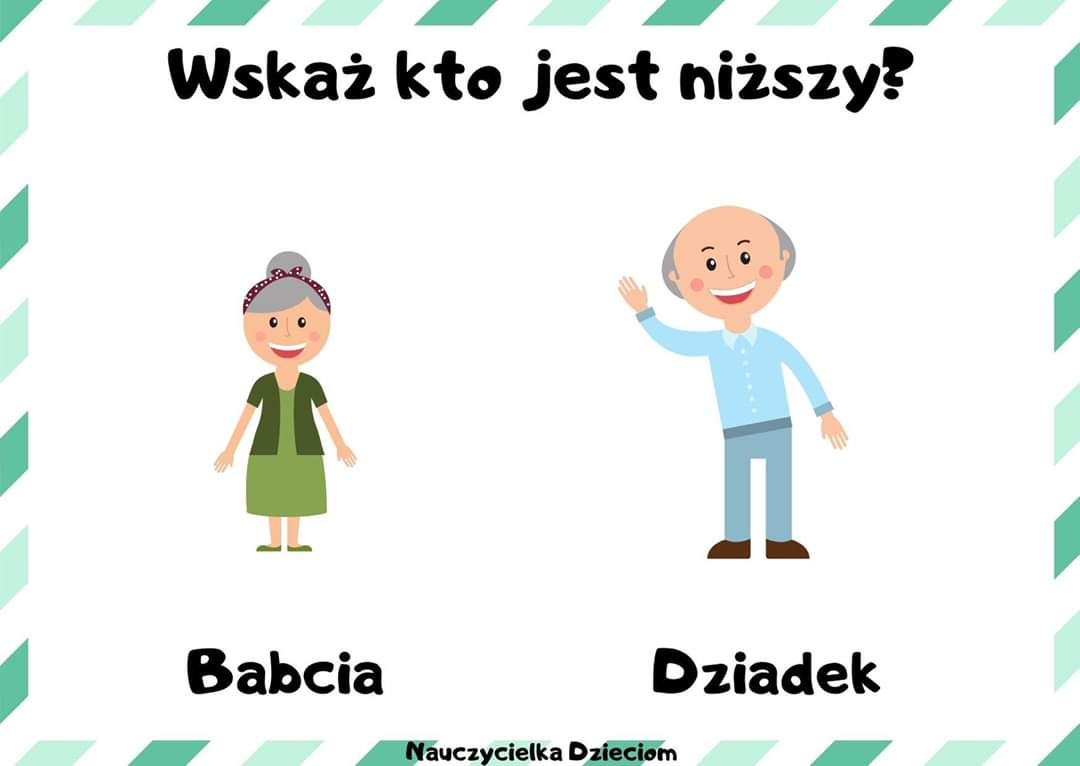 Wskaż kto jest niższy?
Babcia
Dziadek
Nauczycielka Dzieciom